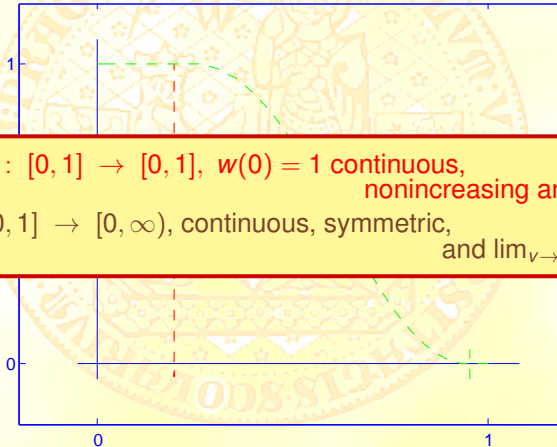 1
: [0, 1] → [0, 1], w(0) = 1 continuous,
nonincreasing
0, 1] → [0, ∞), continuous, symmetric,
and lim_{v→
0
0
1